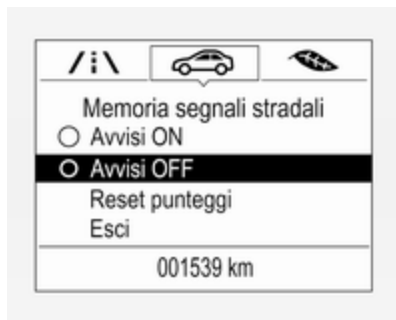 Memoria segnali stradali
Avvisi ON
Avvisi OFF
Reset punteggi
Esci
001539 km